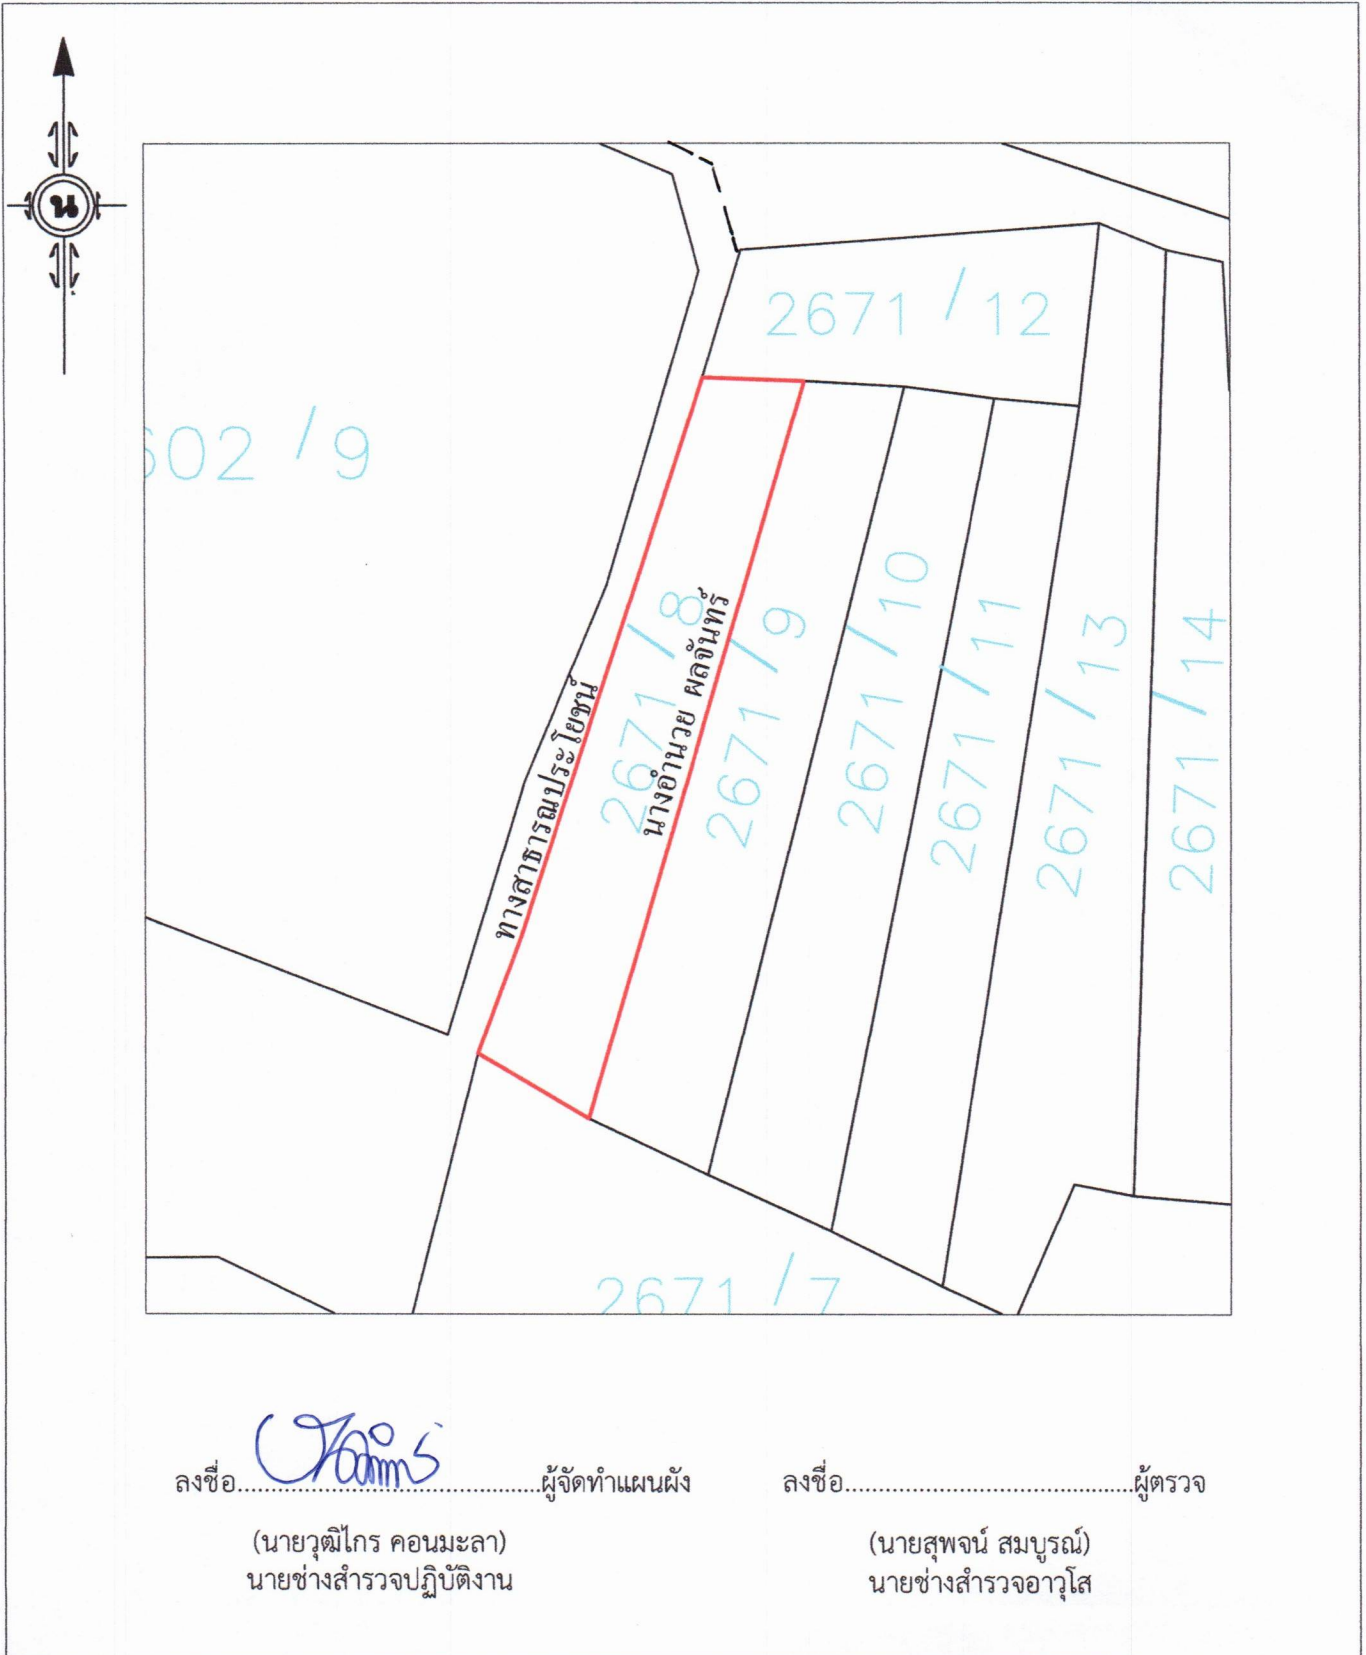 น
2671 / 12
602 / 9
2671 / 8
ทางสาธารณประโยชน์
นางอำนวย ผลจันทร์
2671 / 9
2671 / 10
2671 / 11
2671 / 13
2671 / 14
2671 / 7
ลงชื่อ........................................ผู้จัดทำแผนผัง
(นายวุฒิไกร คอนมะลา)
นายช่างสำรวจปฏิบัติงาน
ลงชื่อ........................................ผู้ตรวจ
(นายสุพจน์ สมบูรณ์)
นายช่างสำรวจอาวุโส